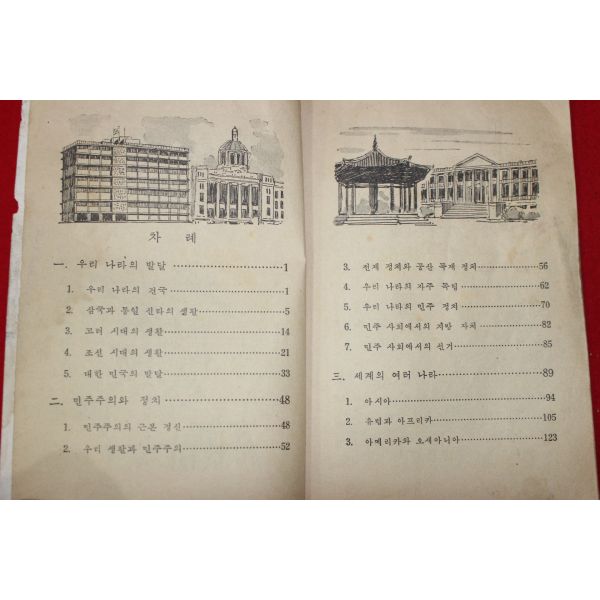 차 례
一. 우리 나라의 발달 ········ 1
1. 우리 나라의 건국 ········ 1
2. 삼국과 통일 신라의 생활 ········ 5
3. 고려 시대의 생활 ········ 14
4. 조선 시대의 생활 ········ 21
5. 대한 민국의 발달 ········ 33
二. 민주주의와 정치 ········ 48
1. 민주주의의 근본 정신 ········ 48
2. 우리 생활과 민주주의 ········ 52
3. 전제 정치와 공산 독재 정치 ········ 56
4. 우리 나라의 자주 독립 ········ 62
5. 우리 나라의 민주 정치 ········ 70
6. 민주 사회에서의 지방 자치 ········ 82
7. 민주 사회에서의 선거 ········ 85
三. 세계의 여러 나라 ········ 89
1. 아시아 ········ 94
2. 유럽과 아프리카 ········ 105
3. 아메리카와 오세아니아 ········ 123